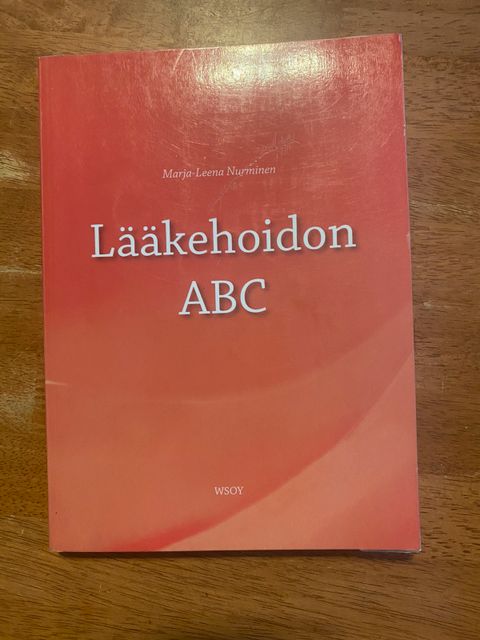 Marja-Leena Nurminen
Lääkehoidon
ABC
WSOY